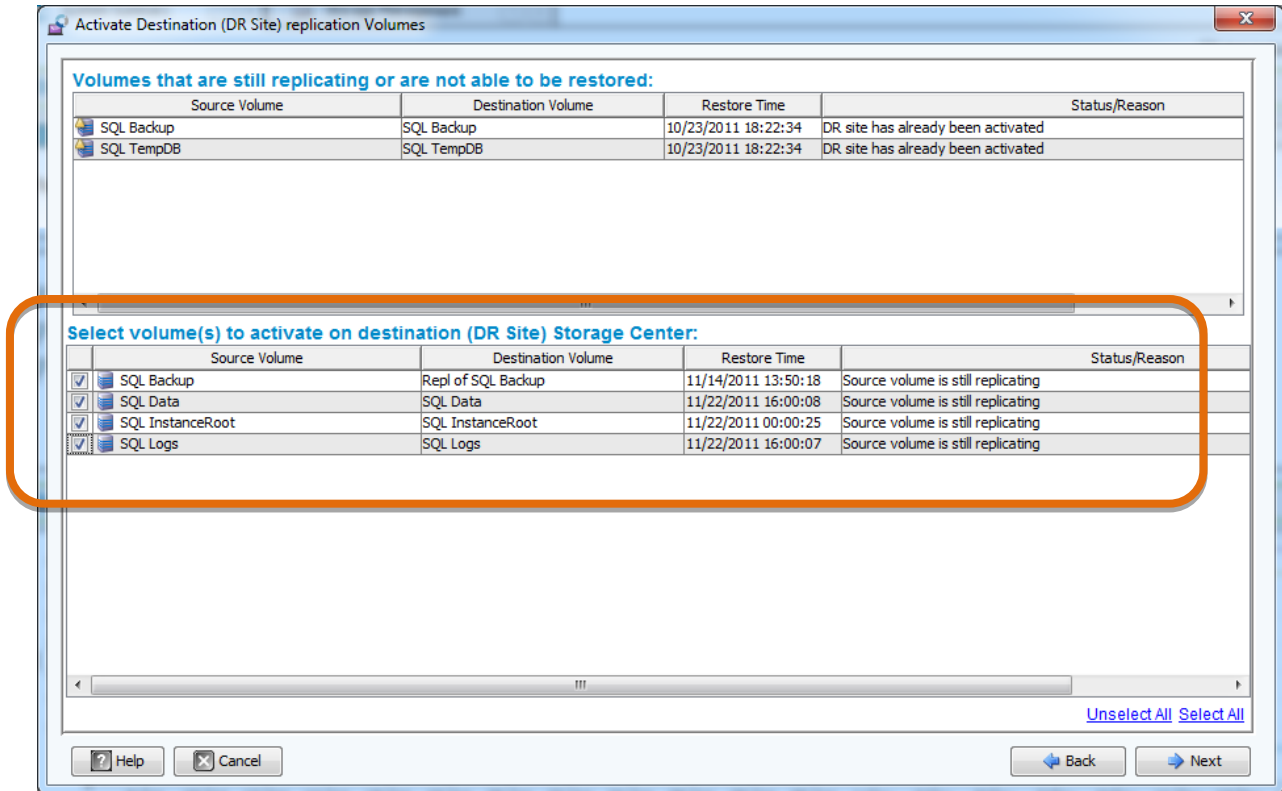 Activate Destination (DR Site) replication Volumes
Volumes that are still replicating or are not able to be restored:
Source Volume Destination Volume Restore Time Status/Reason
SQL Backup SQL Backup 10/23/2011 18:22:34 DR site has already been activated
SQL TempDB SQL TempDB 10/23/2011 18:22:34 DR site has already been activated
Select volume(s) to activate on destination (DR Site) Storage Center:
Source Volume Destination Volume Restore Time Status/Reason
SQL Backup Repl of SQL Backup 11/14/2011 13:50:18 Source volume is still replicating
SQL Data SQL Data 11/22/2011 16:00:08 Source volume is still replicating
SQL InstanceRoot SQL InstanceRoot 11/22/2011 00:00:25 Source volume is still replicating
SQL Logs SQL Logs 11/22/2011 16:00:07 Source volume is still replicating
Unselect All Select All
Help Cancel Back Next